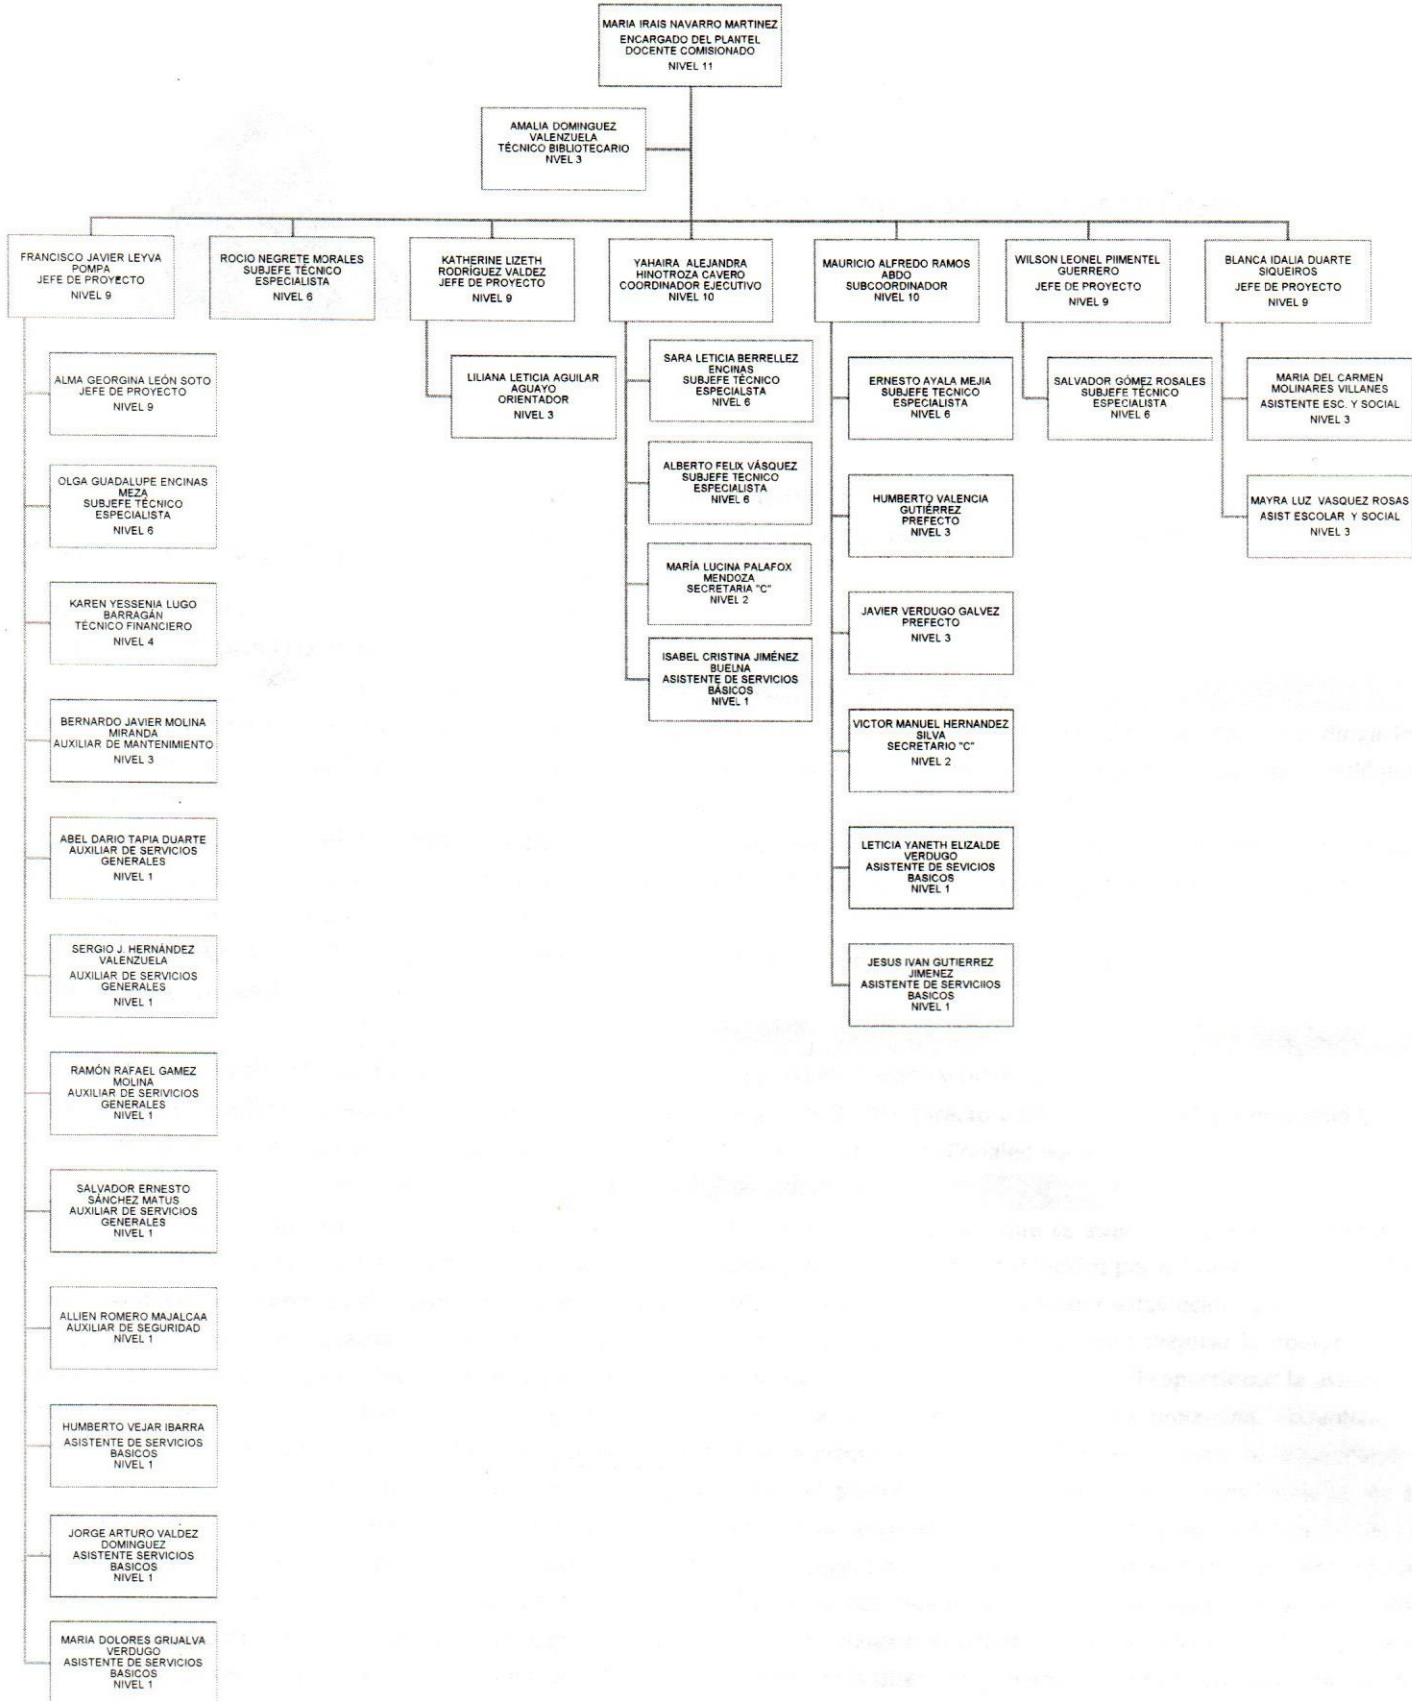 MARIA IRAIS NAVARRO MARTINEZ
ENCARGADO DEL PLANTEL
DOCENTE COMISIONADO
NIVEL 11
AMALIA DOMINGUEZ
VALENZUELA
TÉCNICO BIBLIOTECARIO
NVEL 3
FRANCISCO JAVIER LEYVA
POMPA
JEFE DE PROYECTO
NIVEL 9
ROCIO NEGRETE MORALES
SUBJEFE TÉCNICO
ESPECIALISTA
NIVEL 6
KATHERINE LIZETH
RODRÍGUEZ VALDEZ
JEFE DE PROYECTO
NIVEL 9
YAHAIRA ALEJANDRA
HINOTROZA CAVERO
COORDINADOR EJECUTIVO
NIVEL 10
MAURICIO ALFREDO RAMOS
ABDO
SUBCOORDINADOR
NIVEL 10
WILSON LEONEL PIIMENTEL
GUERRERO
JEFE DE PROYECTO
NIVEL 9
BLANCA IDALIA DUARTE
SIQUEIROS
JEFE DE PROYECTO
NIVEL 9
ALMA GEORGINA LEÓN SOTO
JEFE DE PROYECTO
NIVEL 9
OLGA GUADALUPE ENCINAS
MEZA
SUBJEFE TÉCNICO
ESPECIALISTA
NIVEL 6
KAREN YESSENIA LUGO
BARRAGÁN
TÉCNICO FINANCIERO
NIVEL 4
BERNARDO JAVIER MOLINA
MIRANDA
AUXILIAR DE MANTENIMIENTO
NIVEL 3
ABEL DARIO TAPIA DUARTE
AUXILIAR DE SERVICIOS
GENERALES
NIVEL 1
SERGIO J. HERNÁNDEZ
VALENZUELA
AUXILIAR DE SERVICIOS
GENERALES
NIVEL 1
RAMÓN RAFAEL GAMEZ
MOLINA
AUXILIAR DE SERIVICIOS
GENERALES
NIVEL 1
SALVADOR ERNESTO
SÁNCHEZ MATUS
AUXILIAR DE SERVICIOS
GENERALES
NIVEL 1
ALLIEN ROMERO MAJALCAA
AUXILIAR DE SEGURIDAD
NIVEL 1
HUMBERTO VEJAR IBARRA
ASISTENTE DE SERVICIOS
BASICOS
NIVEL 1
JORGE ARTURO VALDEZ
DOMINGUEZ
ASISTENTE SERVICIOS
BASICOS
NIVEL 1
MARIA DOLORES GRIJALVA
VERDUGO
ASISTENTE DE SERVICIOS
BASICOS
NIVEL 1
LILIANA LETICIA AGUILAR
AGUAYO
ORIENTADOR
NIVEL 3
SARA LETICIA BERRELLEZ
ENCINAS
SUBJEFE TÉCNICO
ESPECIALSTA
NIVEL 6
ALBERTO FELIX VÁSQUEZ
SUBJEFE TECNICO
ESPECIALISTA
NIVEL 6
MARÍA LUCINA PALAFOX
MENDOZA
SECRETARIA "C"
NIVEL 2
ISABEL CRISTINA JIMÉNEZ
BUELNA
ASISTENTE DE SERVICIOS
BÁSICOS
NIVEL 1
ERNESTO AYALA MEJIA
SUBJEFE TECNICO
ESPECIALISTA
NIVEL 6
HUMBERTO VALENCIA
GUTIÉRREZ
PREFECTO
NIVEL 3
JAVIER VERDUGO GALVEZ
PREFECTO
NIVEL 3
VICTOR MANUEL HERNANDEZ
SILVA
SECRETARIO "C"
NIVEL 2
LETICIA YANETH ELIZALDE
VERDUGO
ASISTENTE DE SEVICIOS
BASICOS
NIVEL 1
JESUS IVAN GUTIERREZ
JIMENEZ
ASISTENTE DE SERVICIIOS
BASICOS
NIVEL 1
SALVADOR GÓMEZ ROSALES
SUBJEFE TÉCNICO
ESPECIALISTA
NIVEL 6
MARIA DEL CARMEN
MOLINARES VILLANES
ASISTENTE ESC. Y SOCIAL
NIVEL 3
MAYRA LUZ VASQUEZ ROSAS
ASIST ESCOLAR Y SOCIAL
NIVEL 3